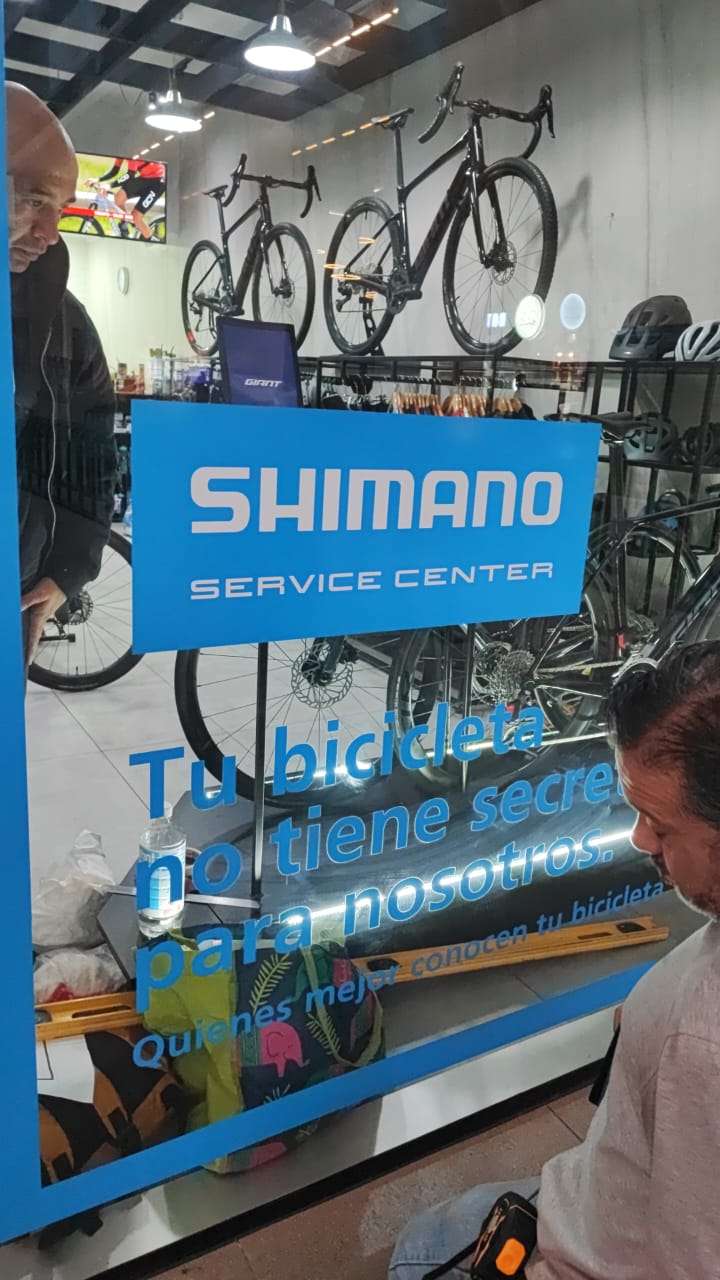 GIANT
SHIMANO
SERVICE CENTER
Tu bicicleta
no tiene secre
para nosotros.
Quienes mejor conocen tu bicicleta